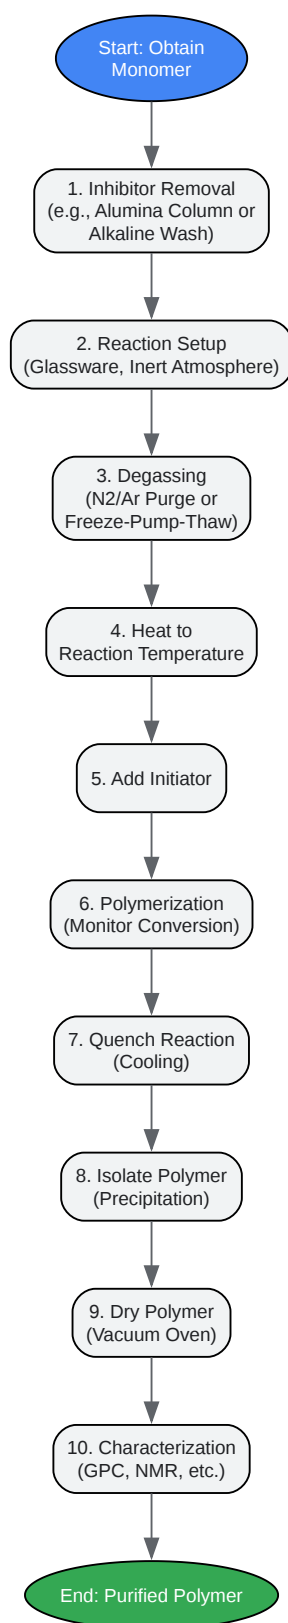 Start: Obtain
Monomer
1. Inhibitor Removal
(e.g., Alumina Column or
Alkaline Wash)
2. Reaction Setup
(Glassware, Inert Atmosphere)
3. Degassing
(N2/Ar Purge or
Freeze-Pump-Thaw)
4. Heat to
Reaction Temperature
5. Add Initiator
6. Polymerization
(Monitor Conversion)
7. Quench Reaction
(Cooling)
8. Isolate Polymer
(Precipitation)
9. Dry Polymer
(Vacuum Oven)
10. Characterization
(GPC, NMR, etc.)
End: Purified Polymer